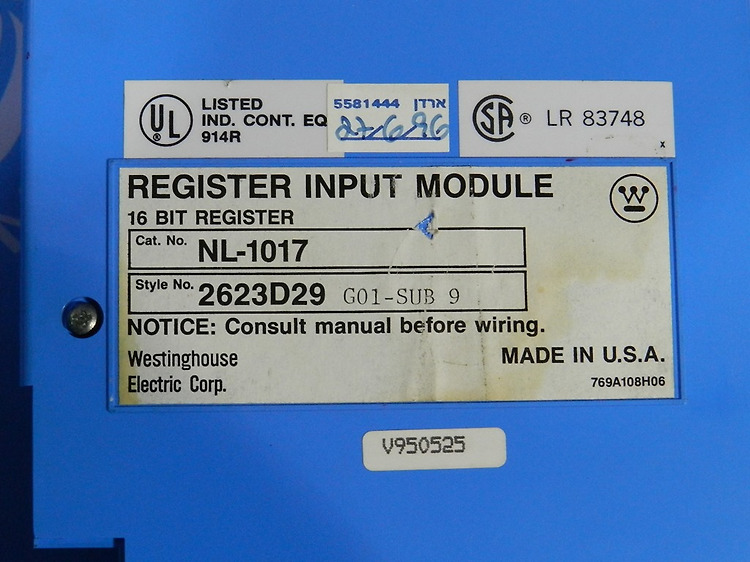 UL
LISTED
IND. CONT. EQ
914R
5581444 ארדן
27/6/96
SA ® LR 83748
x
REGISTER INPUT MODULE
W
16 BIT REGISTER
Cat. No. NL-1017
Style No. 2623D29 G01-SUB 9
NOTICE: Consult manual before wiring.
Westinghouse
Electric Corp.
MADE IN U.S.A.
769A108H06
V950525